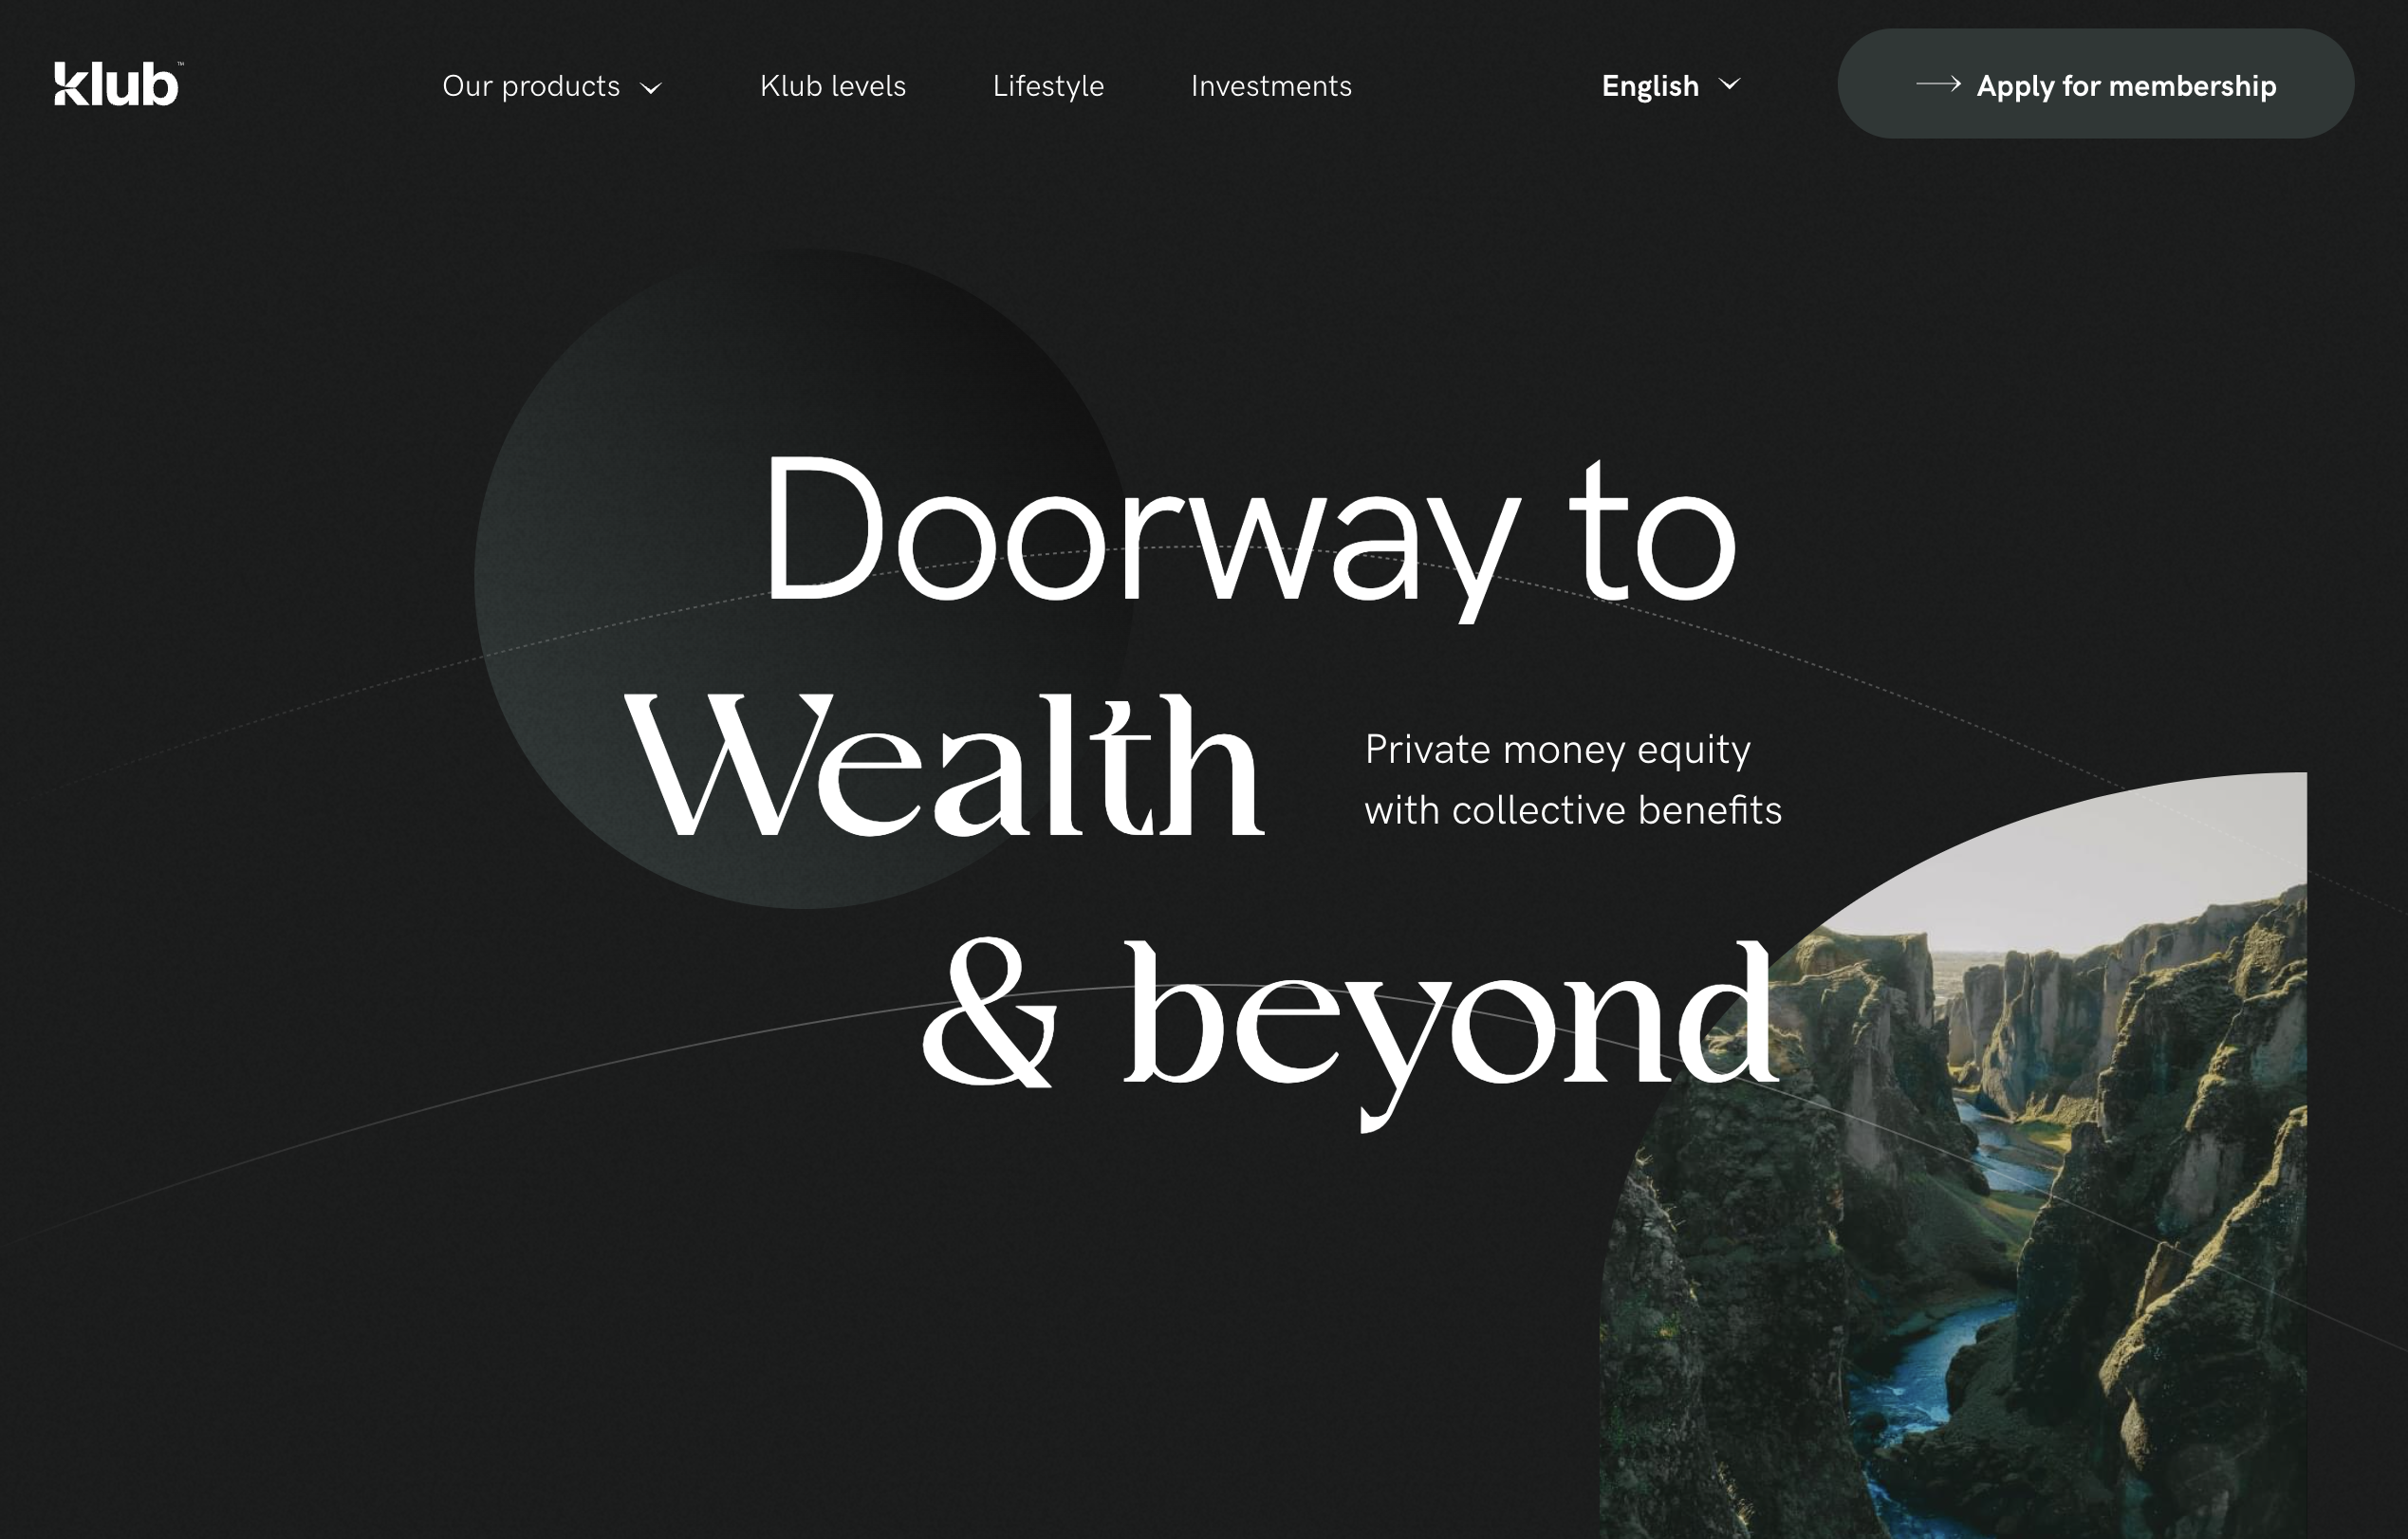 klub™
Our products
Klub levels
Lifestyle
Investments
English
Apply for membership
Doorway to
Wealth
Private money equity
with collective benefits
& beyond